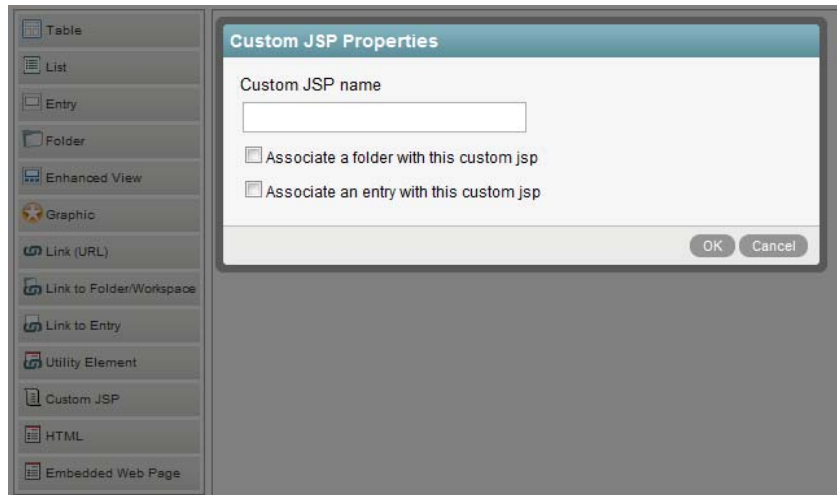 Table
List
Entry
Folder
Enhanced View
Graphic
Link (URL)
Link to Folder/Workspace
Link to Entry
Utility Element
Custom JSP
HTML
Embedded Web Page
Custom JSP Properties
Custom JSP name
Associate a folder with this custom jsp
Associate an entry with this custom jsp
OK Cancel